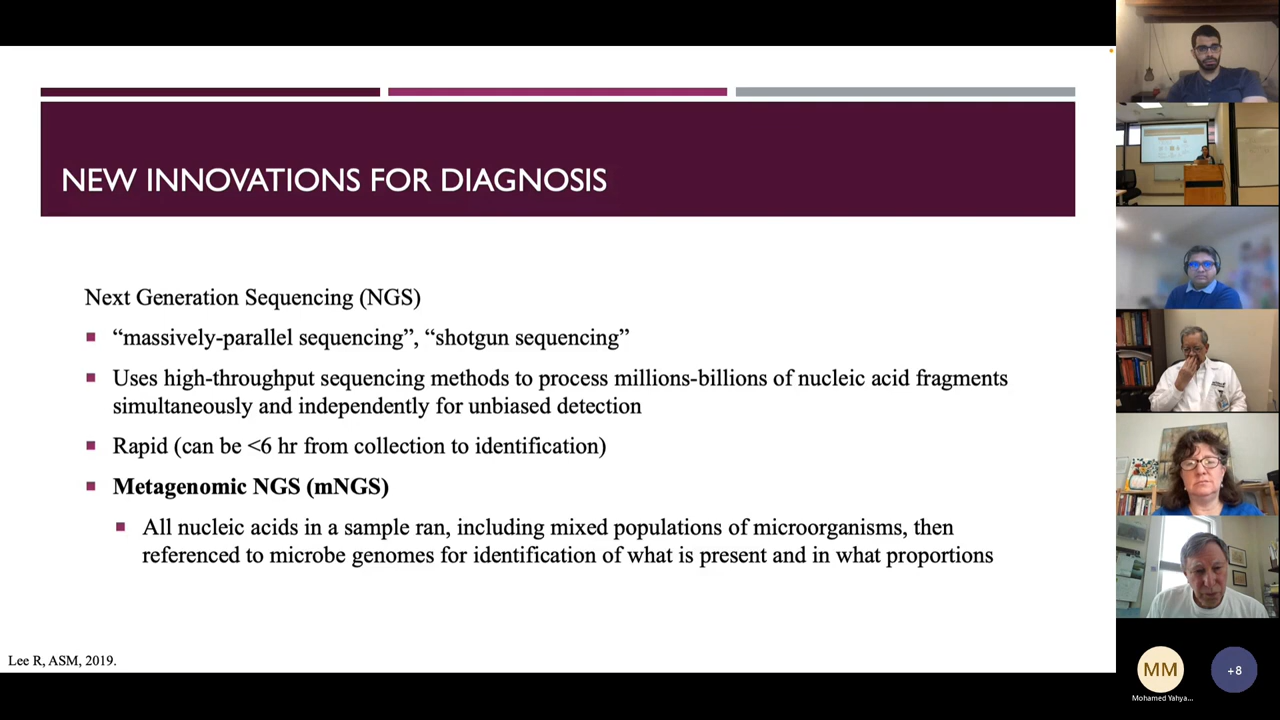 NEW INNOVATIONS FOR DIAGNOSIS
Next Generation Sequencing (NGS)
“massively-parallel sequencing”, “shotgun sequencing”
Uses high-throughput sequencing methods to process millions-billions of nucleic acid fragments
simultaneously and independently for unbiased detection
Rapid (can be <6 hr from collection to identification)
Metagenomic NGS (mNGS)
All nucleic acids in a sample ran, including mixed populations of microorganisms, then
referenced to microbe genomes for identification of what is present and in what proportions
Lee R, ASM, 2019.
MM
+8
Mohamed Yahya...